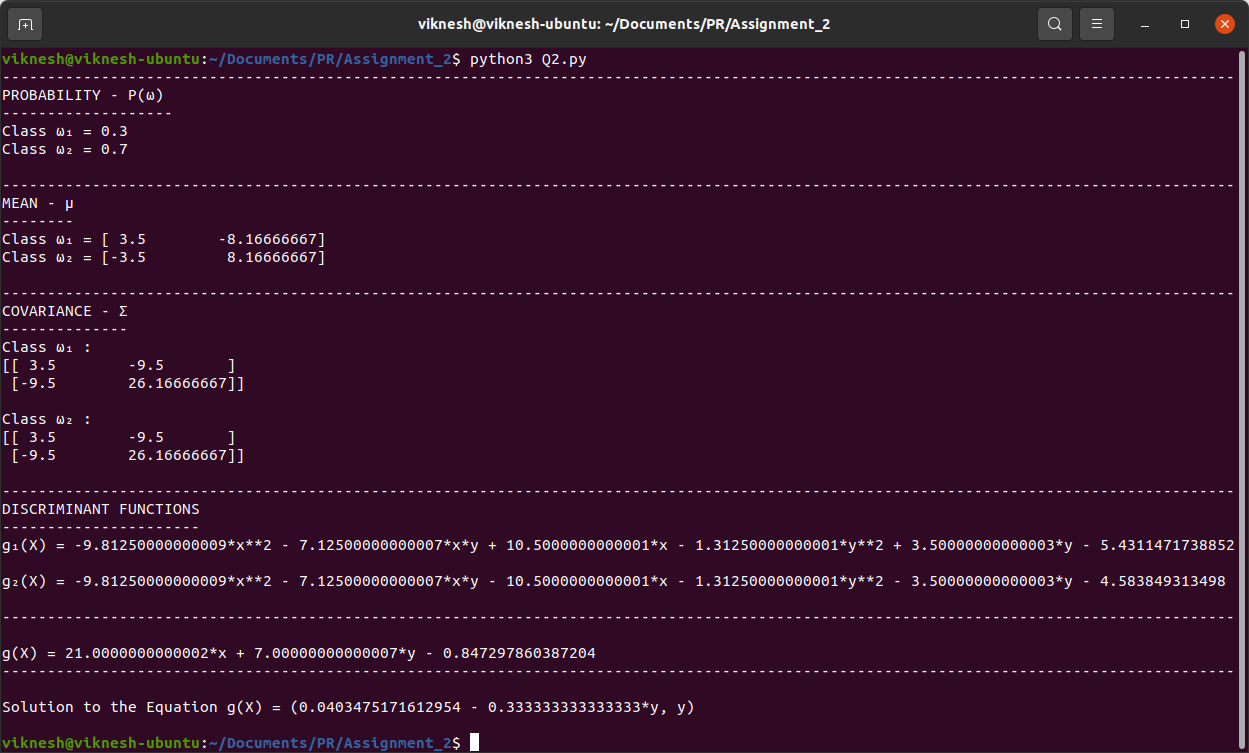 viknesh@viknesh-ubuntu: ~/Documents/PR/Assignment_2
viknesh@viknesh-ubuntu:~/Documents/PR/Assignment_2$ python3 Q2.py
-----------------------------------------------------------------------------------------------------------------------------------------
PROBABILITY - P(ω)
-------------------
Class ω₁ = 0.3
Class ω₂ = 0.7
-----------------------------------------------------------------------------------------------------------------------------------------
MEAN - μ
--------
Class ω₁ = [ 3.5        -8.16666667]
Class ω₂ = [-3.5         8.16666667]
-----------------------------------------------------------------------------------------------------------------------------------------
COVARIANCE - Σ
--------------
Class ω₁ :
[[ 3.5        -9.5       ]
 [-9.5        26.16666667]]
Class ω₂ :
[[ 3.5        -9.5       ]
 [-9.5        26.16666667]]
-----------------------------------------------------------------------------------------------------------------------------------------
DISCRIMINANT FUNCTIONS
----------------------
g₁(X) = -9.81250000000009*x**2 - 7.12500000000007*x*y + 10.5000000000001*x - 1.31250000000001*y**2 + 3.50000000000003*y - 5.4311471738852
g₂(X) = -9.81250000000009*x**2 - 7.12500000000007*x*y - 10.5000000000001*x - 1.31250000000001*y**2 - 3.50000000000003*y - 4.583849313498
-----------------------------------------------------------------------------------------------------------------------------------------
g(X) = 21.0000000000002*x + 7.00000000000007*y - 0.847297860387204
-----------------------------------------------------------------------------------------------------------------------------------------
Solution to the Equation g(X) = (0.0403475171612954 - 0.333333333333333*y, y)
viknesh@viknesh-ubuntu:~/Documents/PR/Assignment_2$